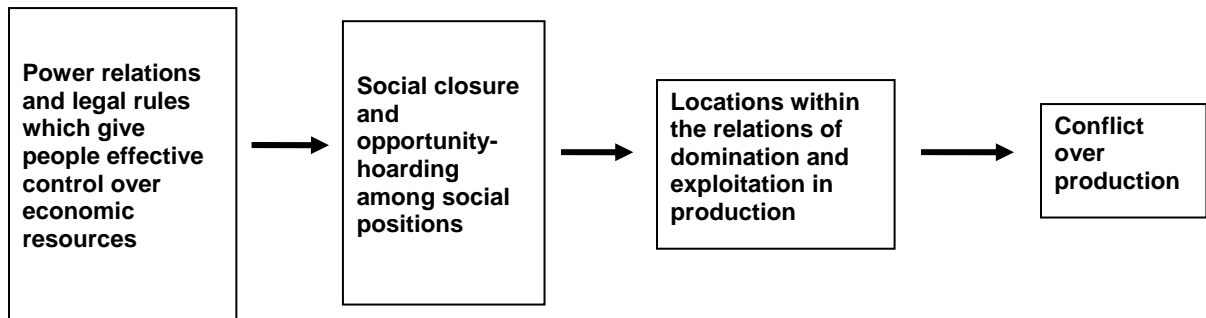 Power relations
and legal rules
which give
people effective
control over
economic
resources
Social closure
and
opportunity-
hoarding
among social
positions
Locations within
the relations of
domination and
exploitation in
production
Conflict
over
production